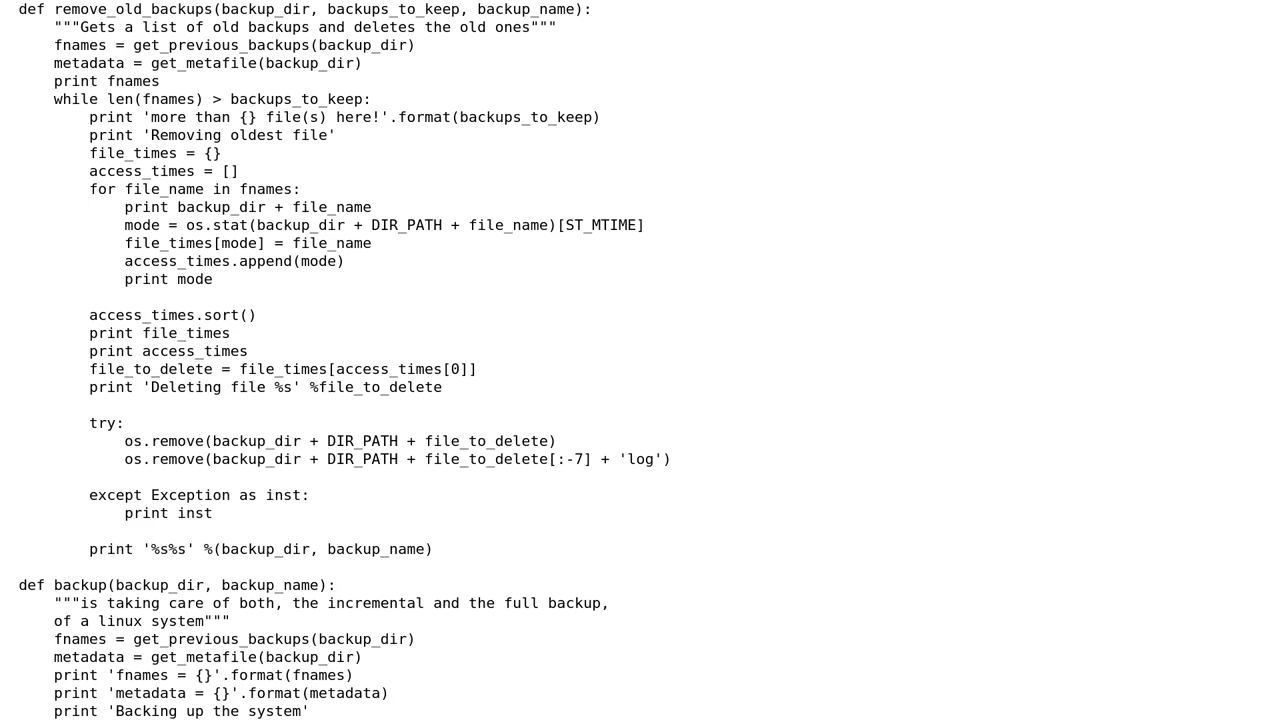 def remove_old_backups(backup_dir, backups_to_keep, backup_name):
    """Gets a list of old backups and deletes the old ones"""
    fnames = get_previous_backups(backup_dir)
    metadata = get_metafile(backup_dir)
    print fnames
    while len(fnames) > backups_to_keep:
        print 'more than {} file(s) here!'.format(backups_to_keep)
        print 'Removing oldest file'
        file_times = {}
        access_times = []
        for file_name in fnames:
            print backup_dir + file_name
            mode = os.stat(backup_dir + DIR_PATH + file_name)[ST_MTIME]
            file_times[mode] = file_name
            access_times.append(mode)
            print mode

        access_times.sort()
        print file_times
        print access_times
        file_to_delete = file_times[access_times[0]]
        print 'Deleting file %s' %file_to_delete

        try:
            os.remove(backup_dir + DIR_PATH + file_to_delete)
            os.remove(backup_dir + DIR_PATH + file_to_delete[:-7] + 'log')

        except Exception as inst:
            print inst

        print '%s%s' %(backup_dir, backup_name)

def backup(backup_dir, backup_name):
    """is taking care of both, the incremental and the full backup,
    of a linux system"""
    fnames = get_previous_backups(backup_dir)
    metadata = get_metafile(backup_dir)
    print 'fnames = {}'.format(fnames)
    print 'metadata = {}'.format(metadata)
    print 'Backing up the system'